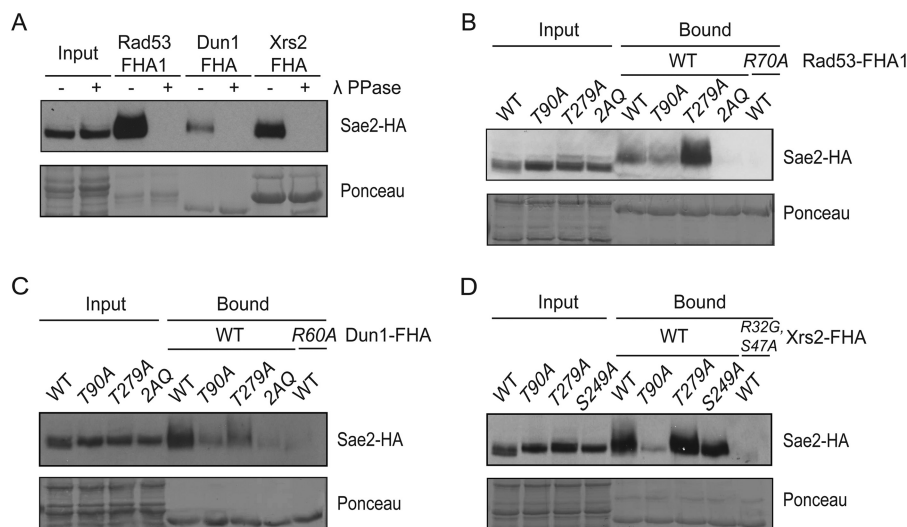 A
Input Rad53 FHA1 Dun1 FHA Xrs2 FHA
- + - + - + - + λ PPase
Sae2-HA
Ponceau
B
Input Bound
WT R70A Rad53-FHA1
WT T90A T279A 2AQ WT T90A T279A 2AQ WT
Sae2-HA
Ponceau
C
Input Bound
WT R60A Dun1-FHA
WT T90A T279A 2AQ WT T90A T279A 2AQ WT
Sae2-HA
Ponceau
D
Input Bound
WT R32G, S47A Xrs2-FHA
WT T90A T279A S249A WT T90A T279A S249A WT
Sae2-HA
Ponceau